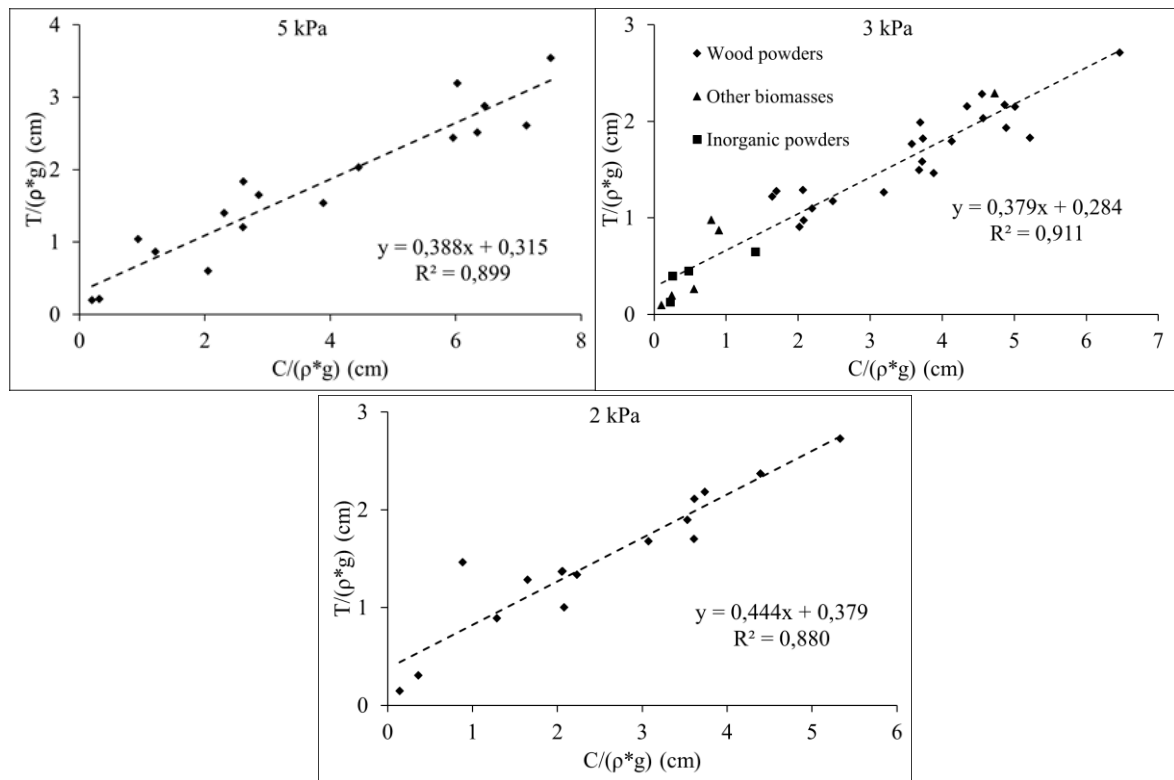 5 kPa
4
3
2
1
0
T/(ρ*g) (cm)
y = 0,388x + 0,315
R² = 0,899
0 2 4 6 8
C/(ρ*g) (cm)
3 kPa
3
2
1
0
T/(ρ*g) (cm)
Wood powders
Other biomasses
Inorganic powders
y = 0,379x + 0,284
R² = 0,911
0 1 2 3 4 5 6 7
C/(ρ*g) (cm)
2 kPa
3
2
1
0
T/(ρ*g) (cm)
y = 0,444x + 0,379
R² = 0,880
0 1 2 3 4 5 6
C/(ρ*g) (cm)